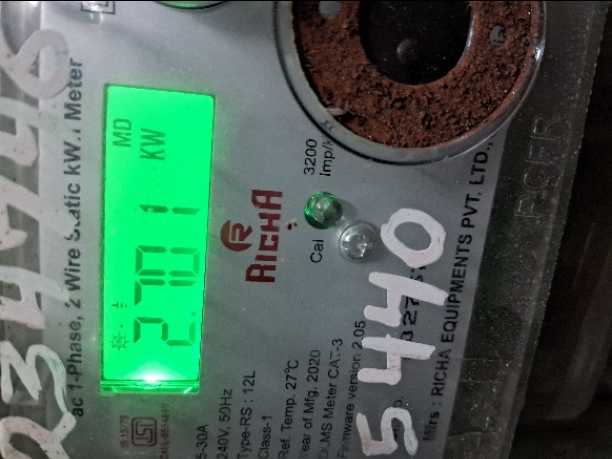 ac 1-Phase, 2 Wire Static kW.. Meter
MD
KW
2.701
RICHA
3200
Imp/k
Cal
5-30A
240V, 50Hz
Type-RS : 12L
Class-1
Ref. Temp. 27°C
Year of Mfg. 2020
DLMS Meter CAT-3
Firmware version 2.05
5440
Mfrs : RICHA EQUIPMENTS PVT. LTD.,